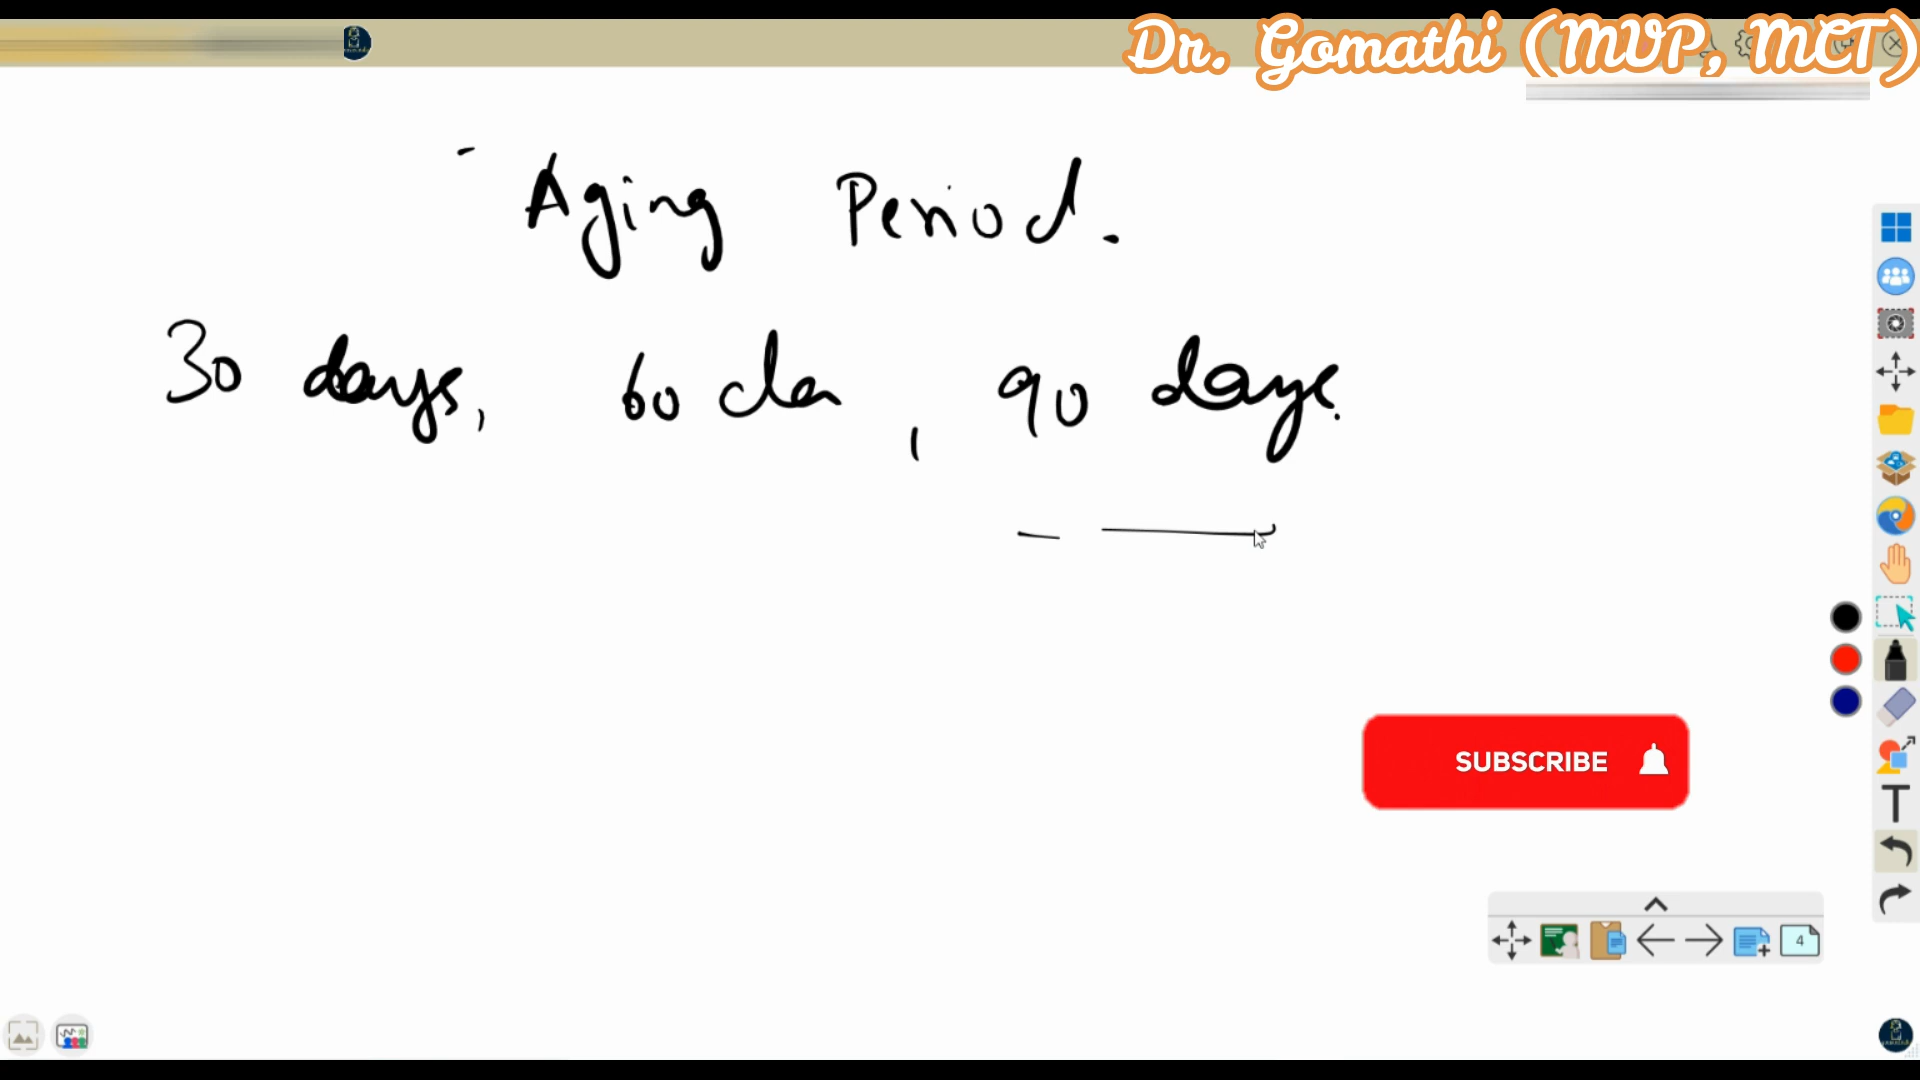 Dr. Gomathi (MVP, MCT)
Aging Period.
30 days, 60 da, 90 days.
SUBSCRIBE
T
4